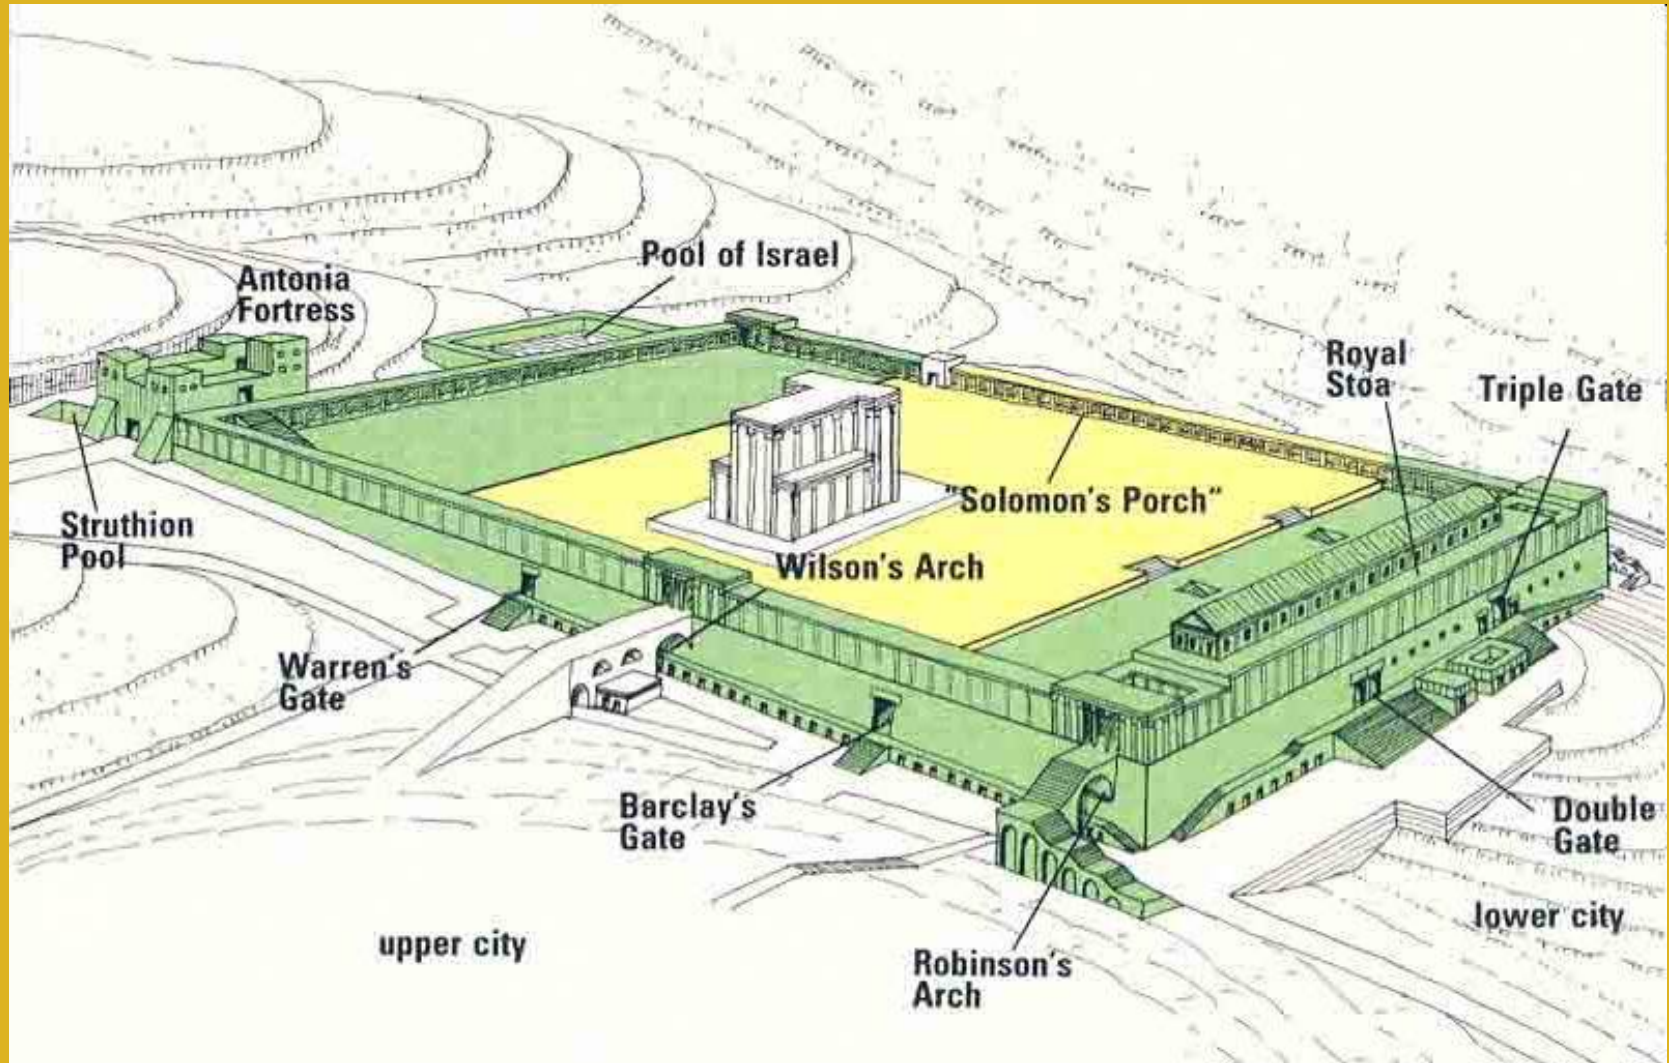 Pool of Israel
Antonia
Fortress
Royal
Stoa
Triple Gate
"Solomon's Porch"
Struthion
Pool
Wilson's Arch
Warren's
Gate
Barclay's
Gate
Double
Gate
lower city
upper city
Robinson's
Arch